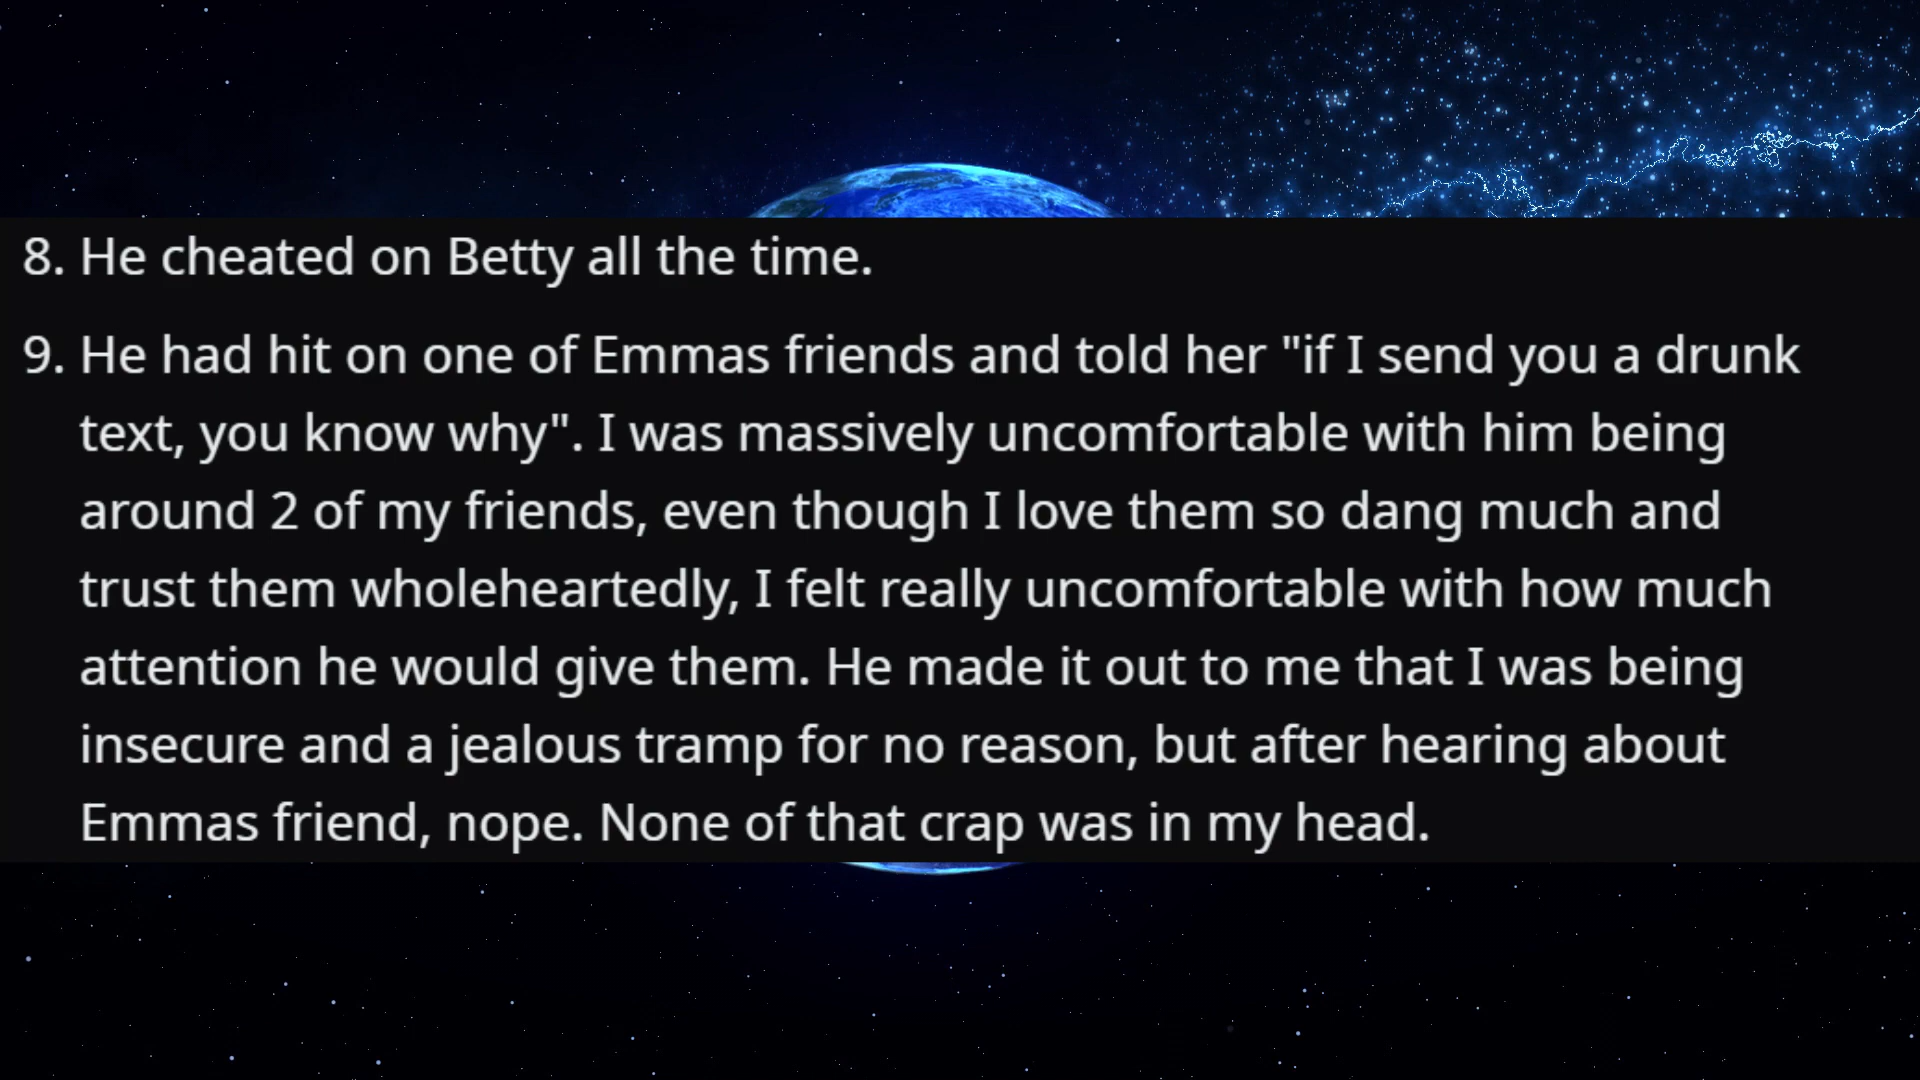 8. He cheated on Betty all the time.
9. He had hit on one of Emmas friends and told her "if I send you a drunk
text, you know why". I was massively uncomfortable with him being
around 2 of my friends, even though I love them so dang much and
trust them wholeheartedly, I felt really uncomfortable with how much
attention he would give them. He made it out to me that I was being
insecure and a jealous tramp for no reason, but after hearing about
Emmas friend, nope. None of that crap was in my head.